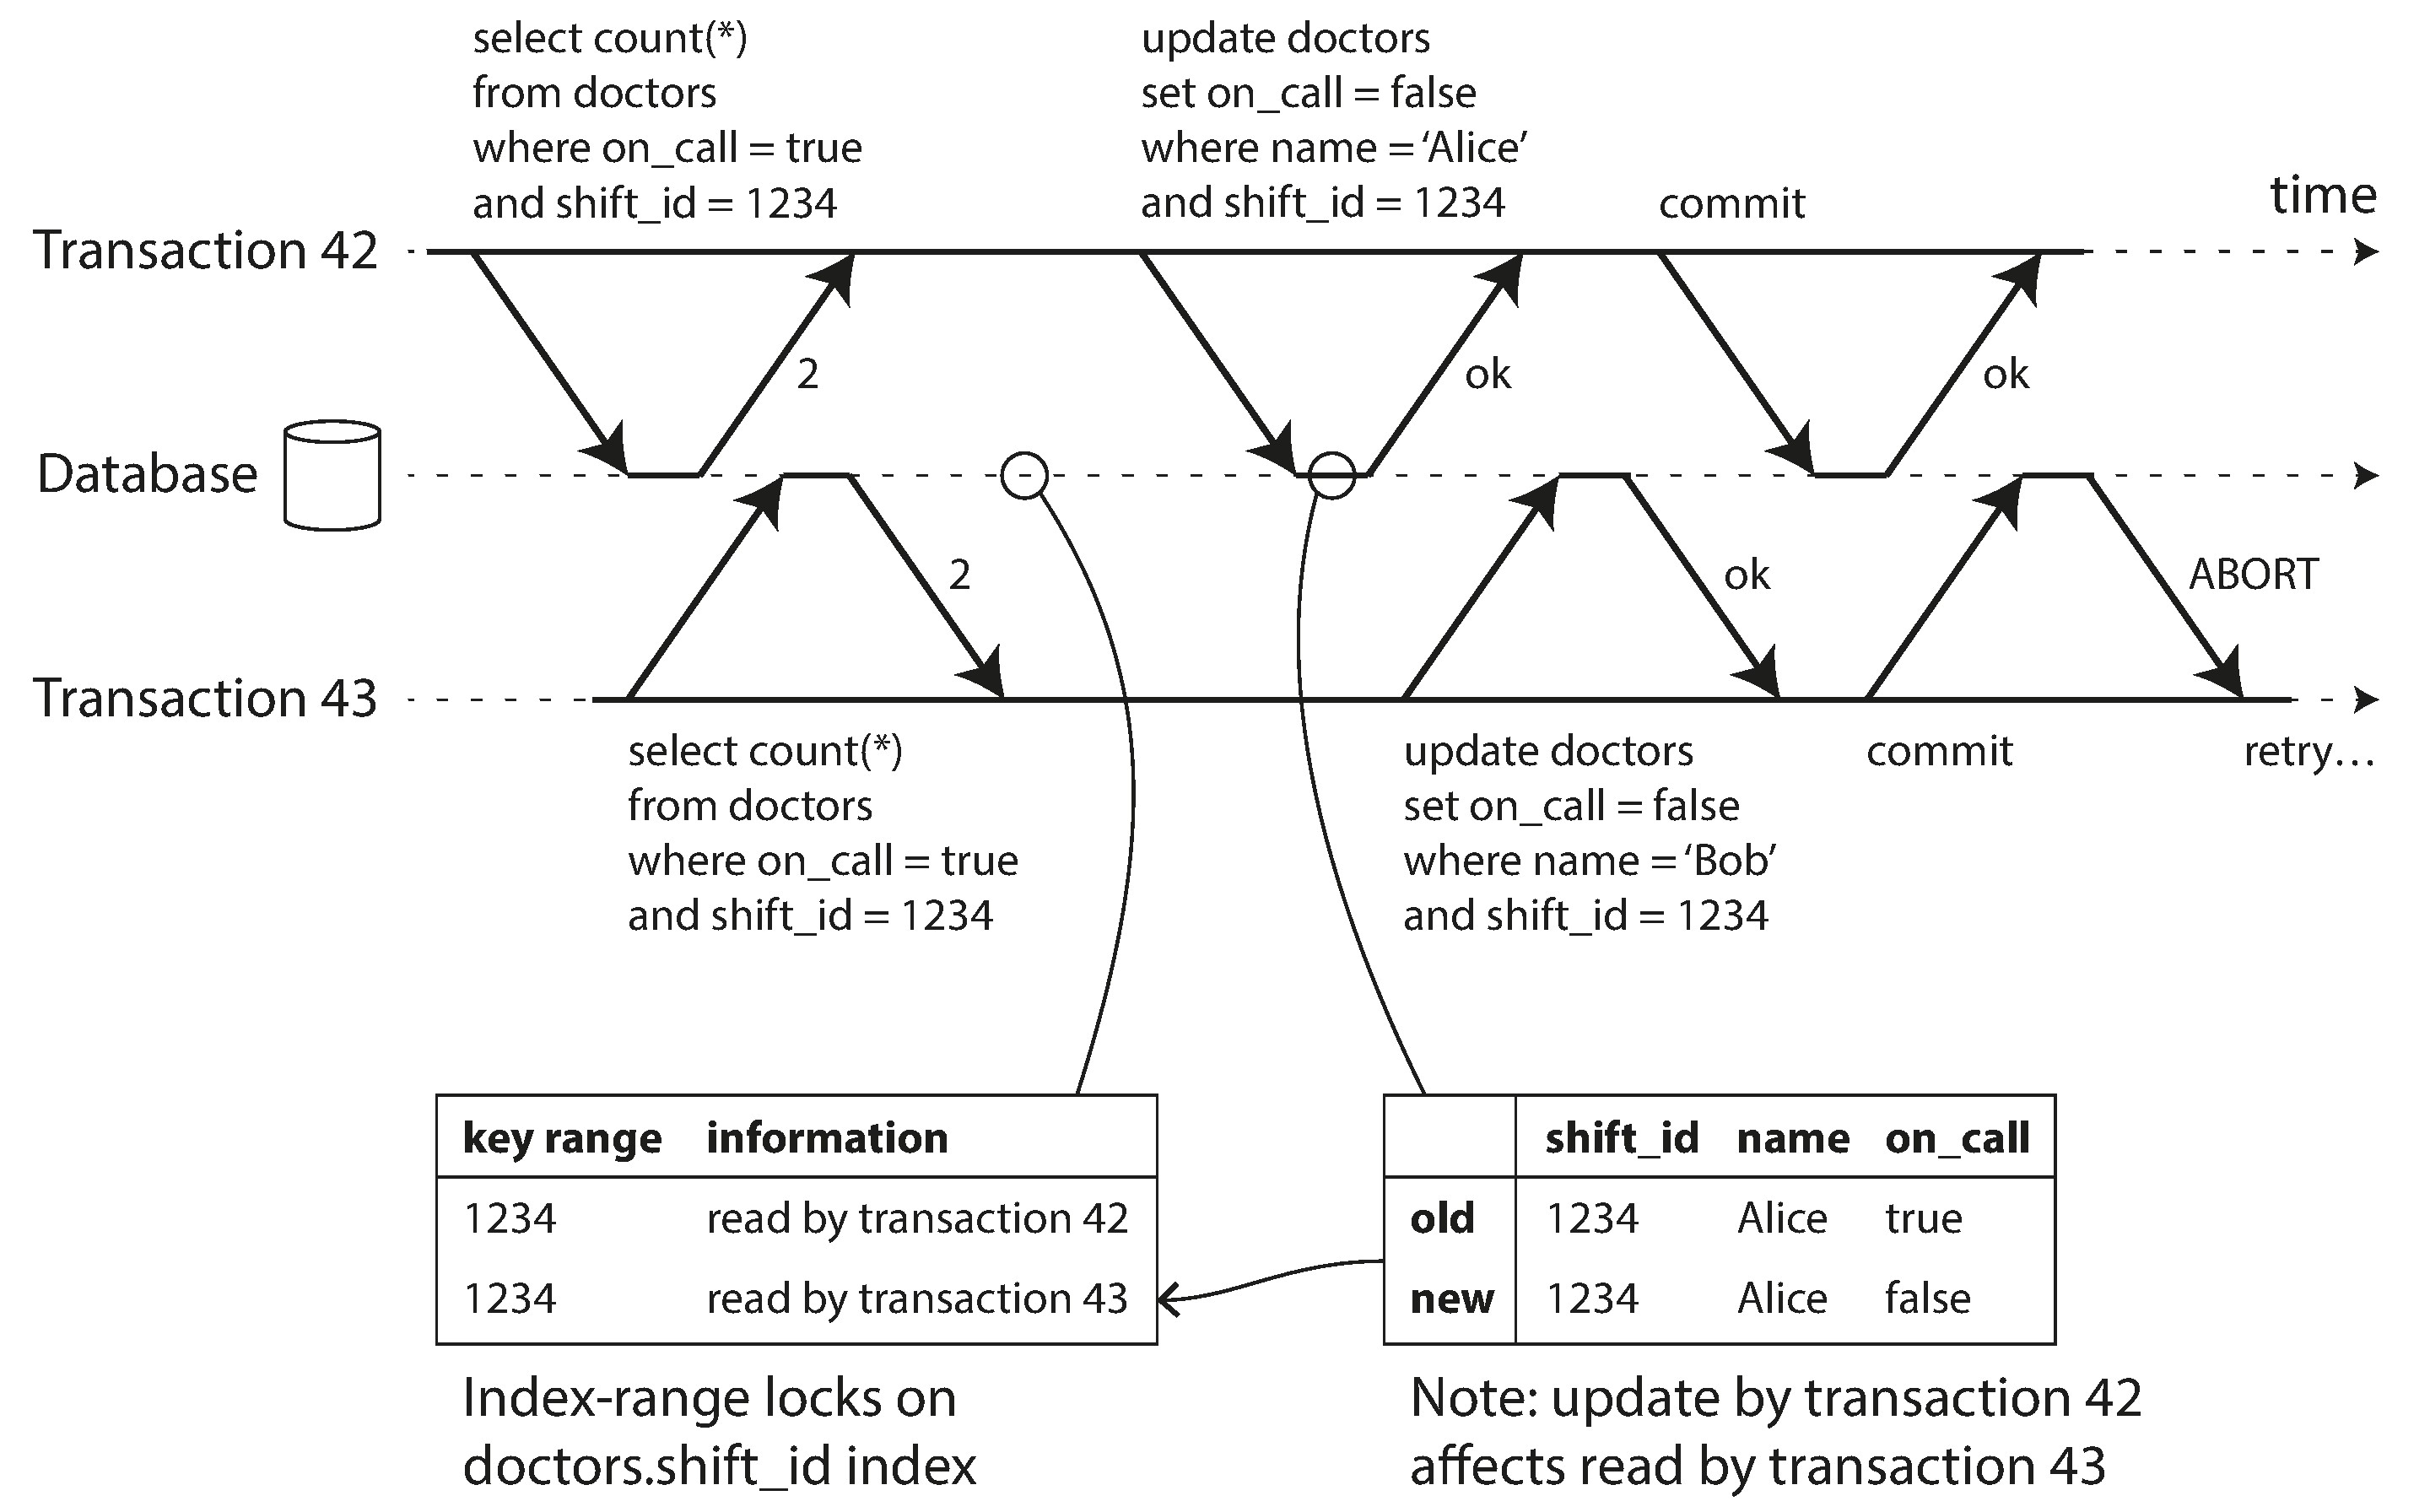 select count(*)
from doctors
where on_call = true
and shift_id = 1234
update doctors
set on_call = false
where name = ‘Alice’
and shift_id = 1234
commit
time
Transaction 42
2
ok
ok
Database
2
ok
ABORT
Transaction 43
select count(*)
from doctors
where on_call = true
and shift_id = 1234
update doctors
set on_call = false
where name = ‘Bob’
and shift_id = 1234
commit
retry…
key range information
1234 read by transaction 42
1234 read by transaction 43
Index-range locks on
doctors.shift_id index
shift_id name on_call
old 1234 Alice true
new 1234 Alice false
Note: update by transaction 42
affects read by transaction 43